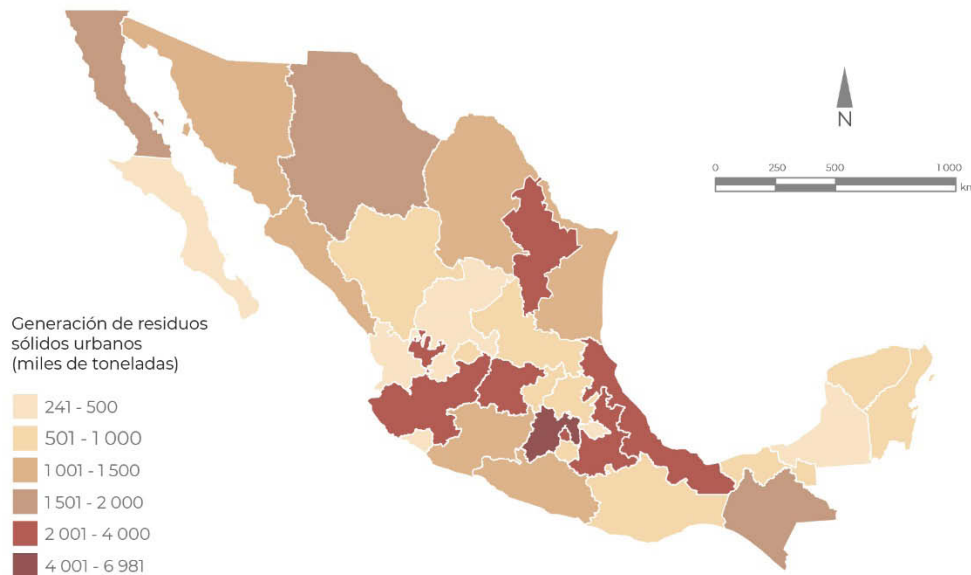 N
0 250 500 1 000
km
Generación de residuos
sólidos urbanos
(miles de toneladas)
241 - 500
501 - 1 000
1 001 - 1 500
1 501 - 2 000
2 001 - 4 000
4 001 - 6 981